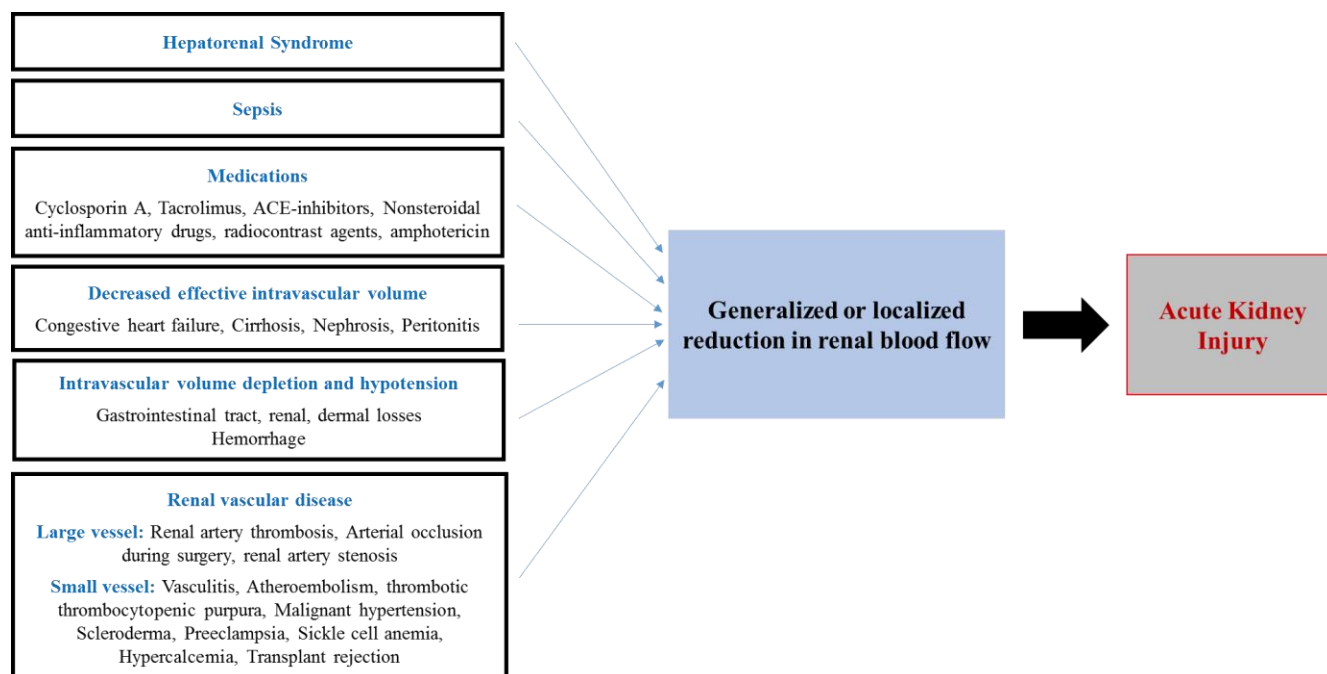 Hepatorenal Syndrome
Sepsis
Medications
Cyclosporin A, Tacrolimus, ACE-inhibitors, Nonsteroidal
anti-inflammatory drugs, radiocontrast agents, amphotericin
Decreased effective intravascular volume
Congestive heart failure, Cirrhosis, Nephrosis, Peritonitis
Intravascular volume depletion and hypotension
Gastrointestinal tract, renal, dermal losses
Hemorrhage
Renal vascular disease
Large vessel: Renal artery thrombosis, Arterial occlusion
during surgery, renal artery stenosis
Small vessel: Vasculitis, Atheroembolism, thrombotic
thrombocytopenic purpura, Malignant hypertension,
Scleroderma, Preeclampsia, Sickle cell anemia,
Hypercalcemia, Transplant rejection
Generalized or localized
reduction in renal blood flow
Acute Kidney
Injury